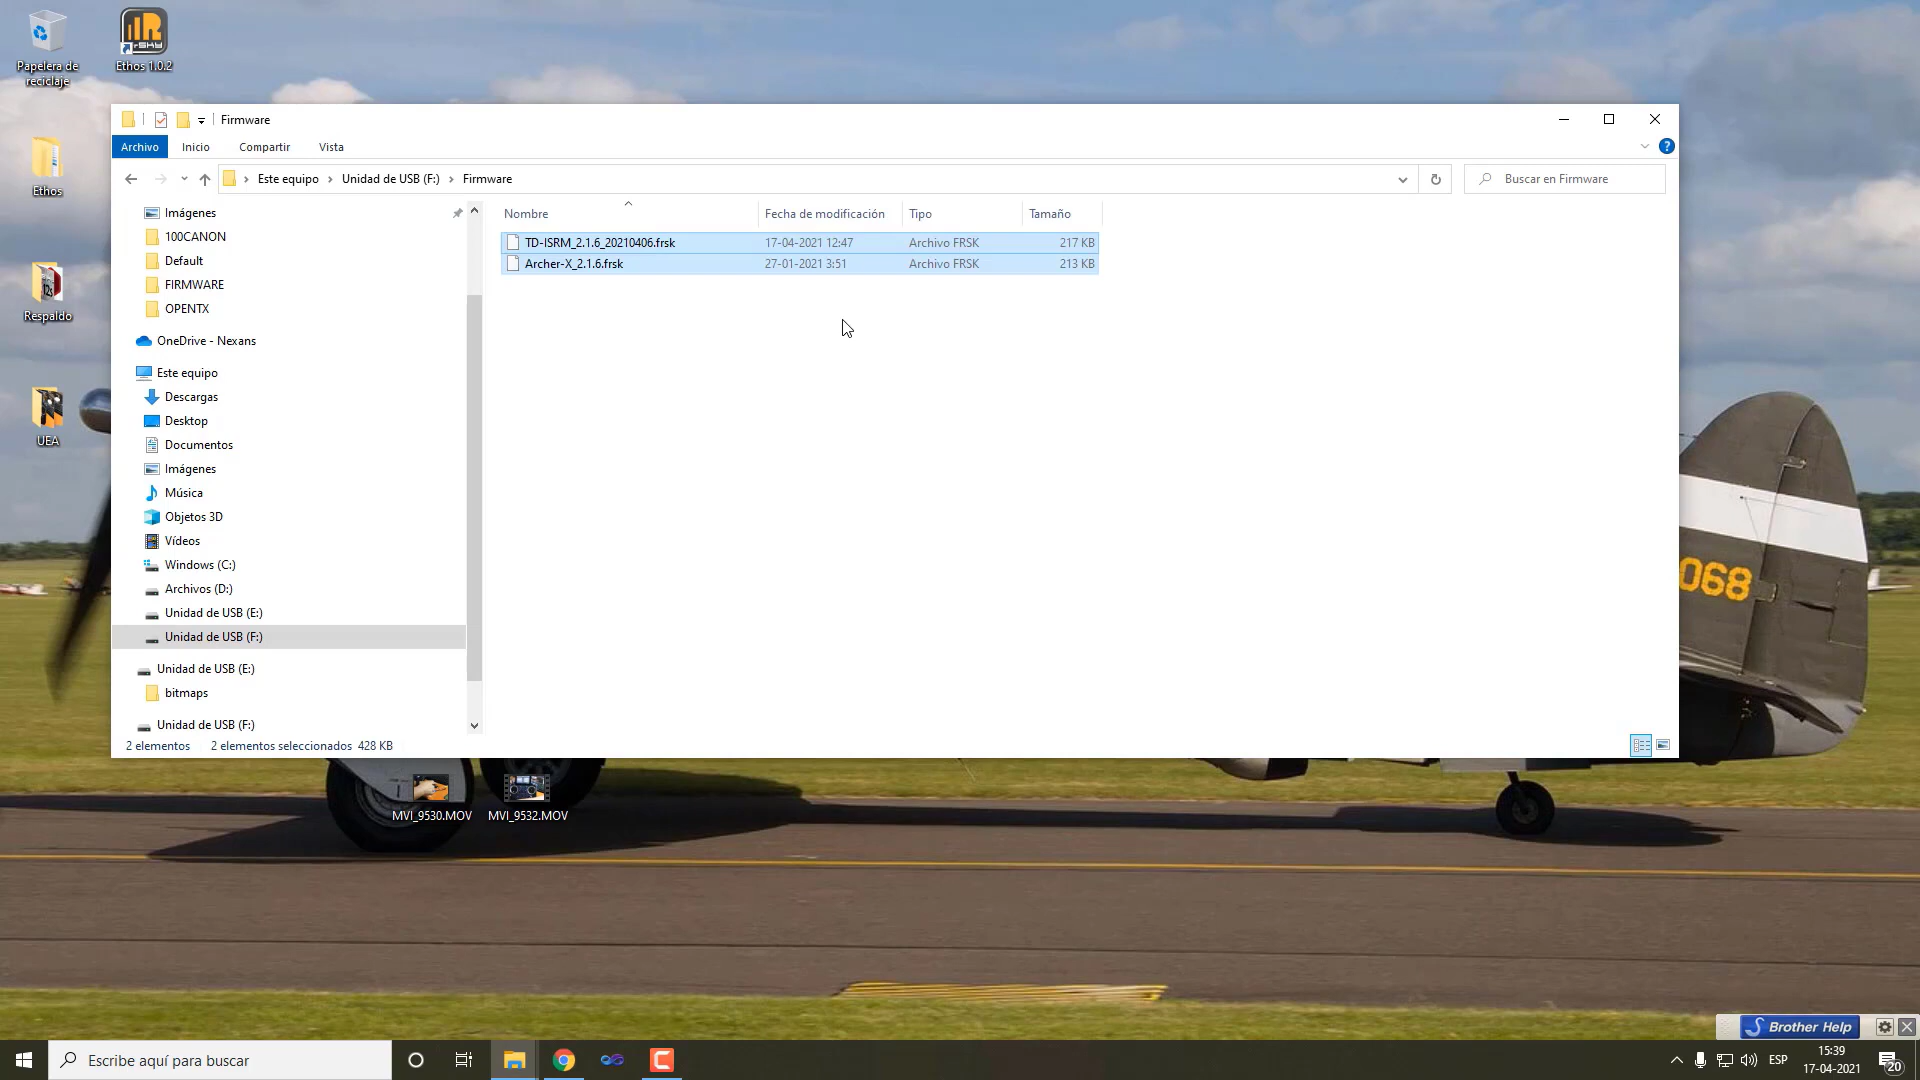 Papelera de
reciclaje
FrSKY
Ethos 1.0.2
Ethos
Respaldo
UEA
Firmware
Archivo
Inicio
Compartir
Vista
Este equipo
Unidad de USB (F:)
Firmware
Buscar en Firmware
Imágenes
100CANON
Default
FIRMWARE
OPENTX
OneDrive - Nexans
Este equipo
Descargas
Desktop
Documentos
Imágenes
Música
Objetos 3D
Vídeos
Windows (C:)
Archivos (D:)
Unidad de USB (E:)
Unidad de USB (F:)
Unidad de USB (E:)
bitmaps
Unidad de USB (F:)
Nombre Fecha de modificación Tipo Tamaño
TD-ISRM_2.1.6_20210406.frsk 17-04-2021 12:47 Archivo FRSK 217 KB
Archer-X_2.1.6.frsk 27-01-2021 3:51 Archivo FRSK 213 KB
2 elementos 2 elementos seleccionados 428 KB
068
MVI_9530.MOV
MVI_9532.MOV
Brother Help
Escribe aquí para buscar
ESP
15:39
17-04-2021
20